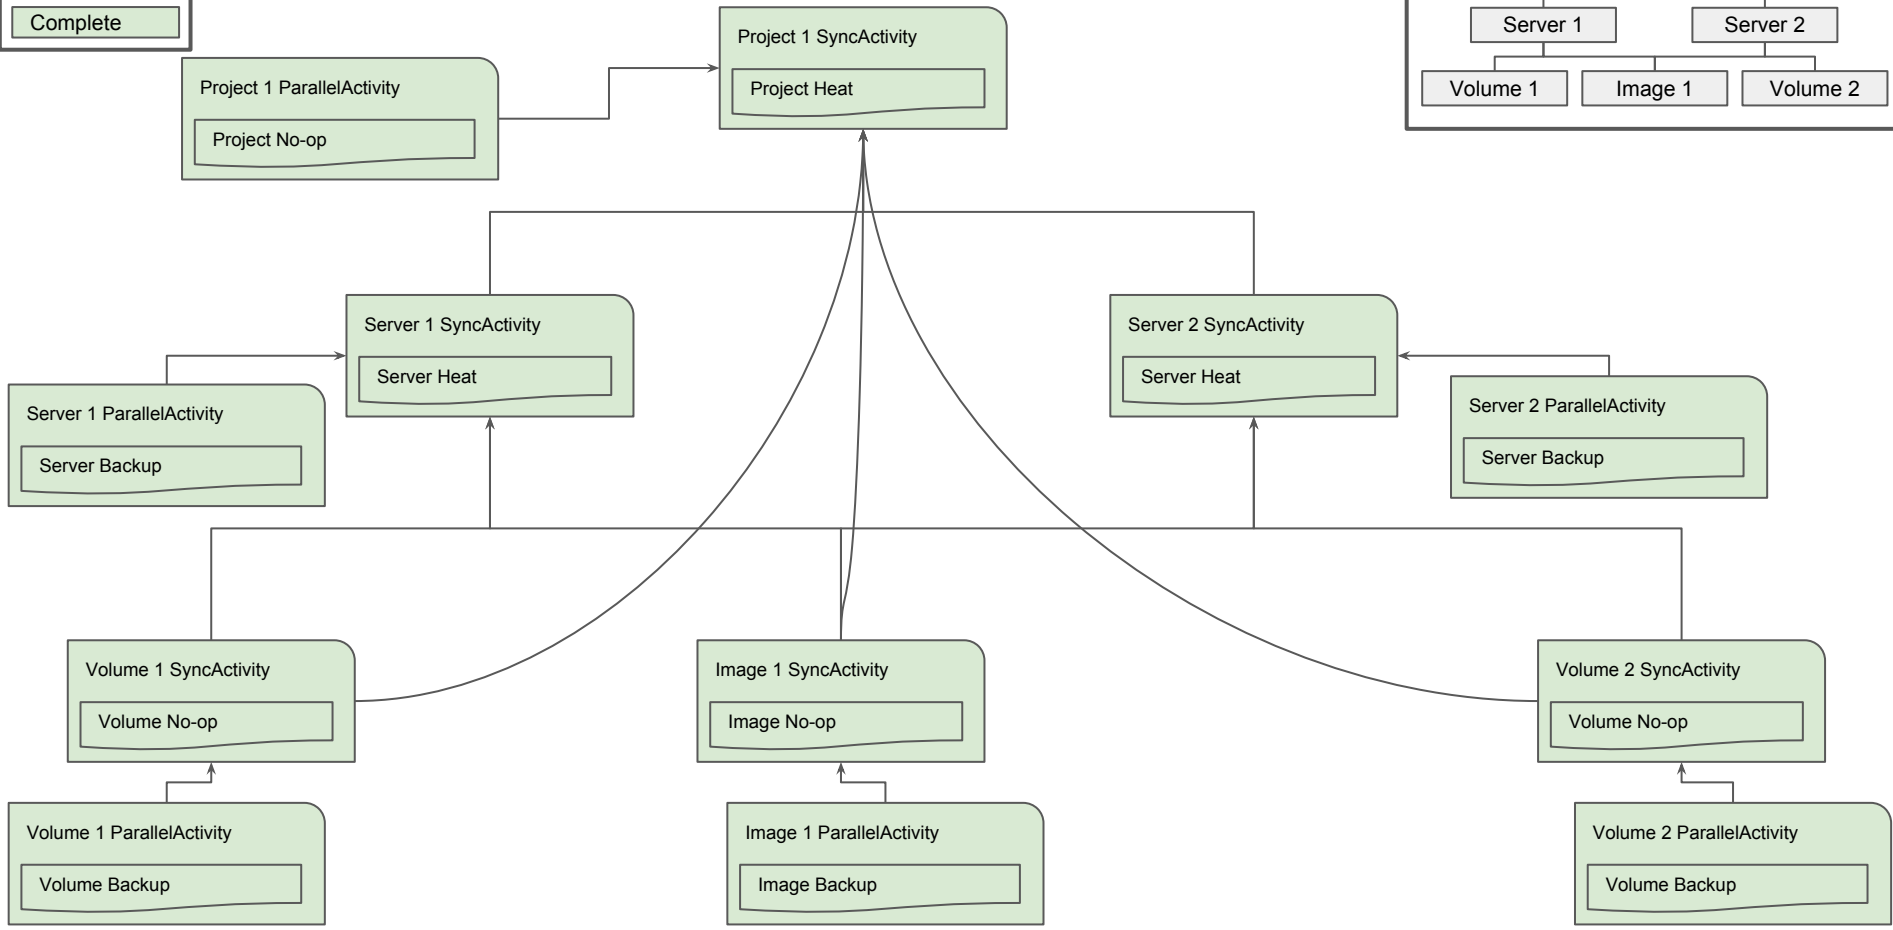 Complete
Project 1 SyncActivity
Project Heat
Server 1
Server 2
Volume 1
Image 1
Volume 2
Project 1 ParallelActivity
Project No-op
Server 1 SyncActivity
Server Heat
Server 2 SyncActivity
Server Heat
Server 1 ParallelActivity
Server Backup
Server 2 ParallelActivity
Server Backup
Volume 1 SyncActivity
Volume No-op
Image 1 SyncActivity
Image No-op
Volume 2 SyncActivity
Volume No-op
Volume 1 ParallelActivity
Volume Backup
Image 1 ParallelActivity
Image Backup
Volume 2 ParallelActivity
Volume Backup